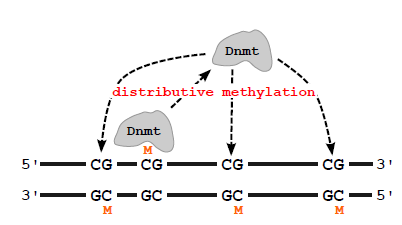 Dnmt
distributive methylation
Dnmt
M
5' CG CG CG CG 3'
3' GC GC GC GC 5'
M M M